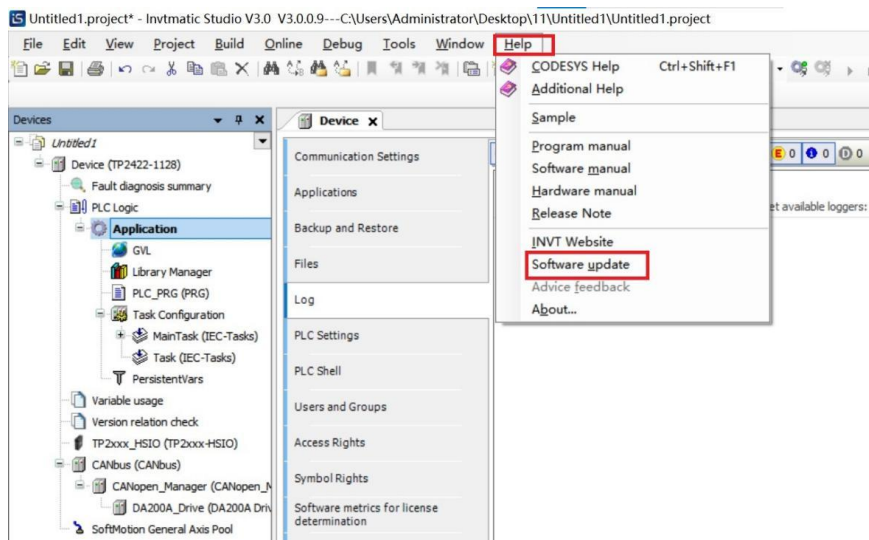 Untitled1.project* - Invtmatic Studio V3.0 V3.0.0.9---C:\Users\Administrator\Desktop\11\Untitled1\Untitled1.project
File Edit View Project Build Online Debug Tools Window Help
CODESYS Help Ctrl+Shift+F1
Additional Help
Sample
Program manual
Software manual
Hardware manual
Release Note
INVT Website
Software update
Advice feedback
About...
Devices
Untitled1
Device (TP2422-1128)
Fault diagnosis summary
PLC Logic
Application
GVL
Library Manager
PLC_PRG (PRG)
Task Configuration
MainTask (IEC-Tasks)
Task (IEC-Tasks)
PersistentVars
Variable usage
Version relation check
TP2xxx_HSIO (TP2xxx-HSIO)
CANbus (CANbus)
CANopen_Manager (CANopen_M
DA200A_Drive (DA200A Driv
SoftMotion General Axis Pool
Device
Communication Settings
Applications
Backup and Restore
Files
Log
PLC Settings
PLC Shell
Users and Groups
Access Rights
Symbol Rights
Software metrics for license
determination
E 0 0 0
et available loggers: